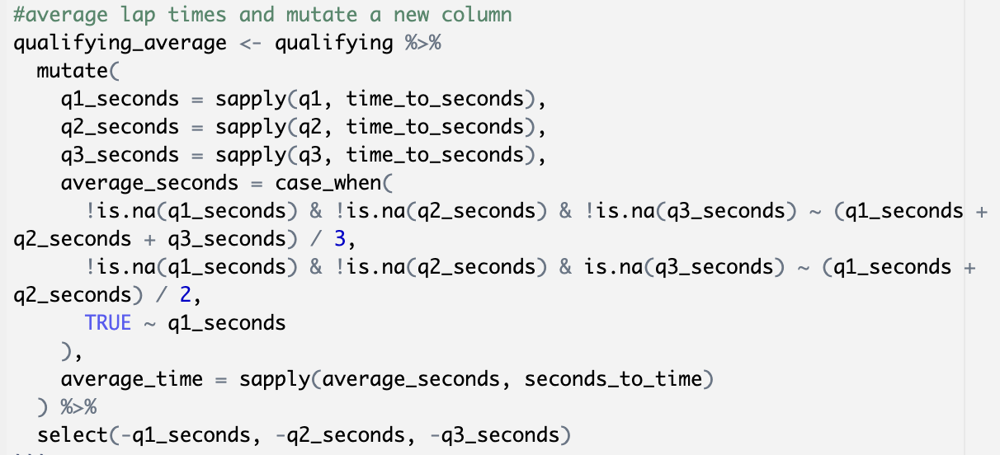 #average lap times and mutate a new column
qualifying_average <- qualifying %>%
  mutate(
    q1_seconds = sapply(q1, time_to_seconds),
    q2_seconds = sapply(q2, time_to_seconds),
    q3_seconds = sapply(q3, time_to_seconds),
    average_seconds = case_when(
      !is.na(q1_seconds) & !is.na(q2_seconds) & !is.na(q3_seconds) ~ (q1_seconds +
q2_seconds + q3_seconds) / 3,
      !is.na(q1_seconds) & !is.na(q2_seconds) & is.na(q3_seconds) ~ (q1_seconds +
q2_seconds) / 2,
      TRUE ~ q1_seconds
    ),
    average_time = sapply(average_seconds, seconds_to_time)
  ) %>%
  select(-q1_seconds, -q2_seconds, -q3_seconds)